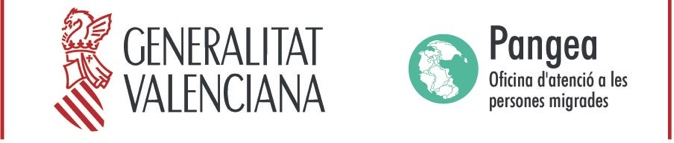 GENERALITAT
VALENCIANA
Pangea
Oficina d'atenció a les
persones migrades